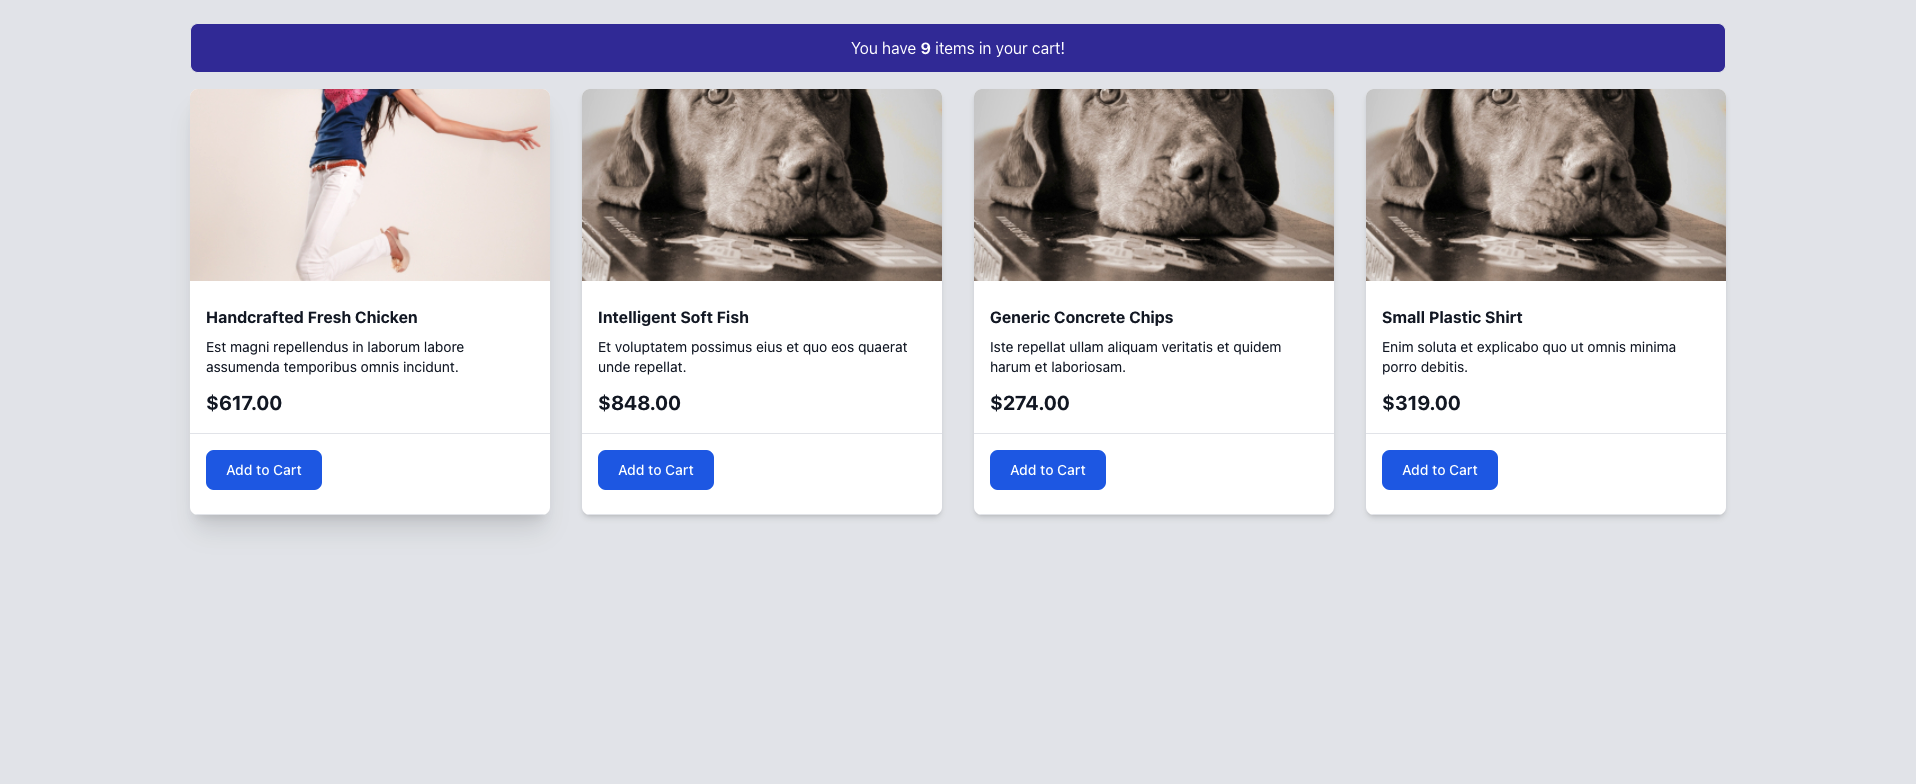 You have 9 items in your cart!
Handcrafted Fresh Chicken
Est magni repellendus in laborum labore
assumenda temporibus omnis incidunt.
$617.00
Add to Cart
Intelligent Soft Fish
Et voluptatem possimus eius et quo eos quaerat
unde repellat.
$848.00
Add to Cart
Generic Concrete Chips
Iste repellat ullam aliquam veritatis et quidem
harum et laboriosam.
$274.00
Add to Cart
Small Plastic Shirt
Enim soluta et explicabo quo ut omnis minima
porro debitis.
$319.00
Add to Cart